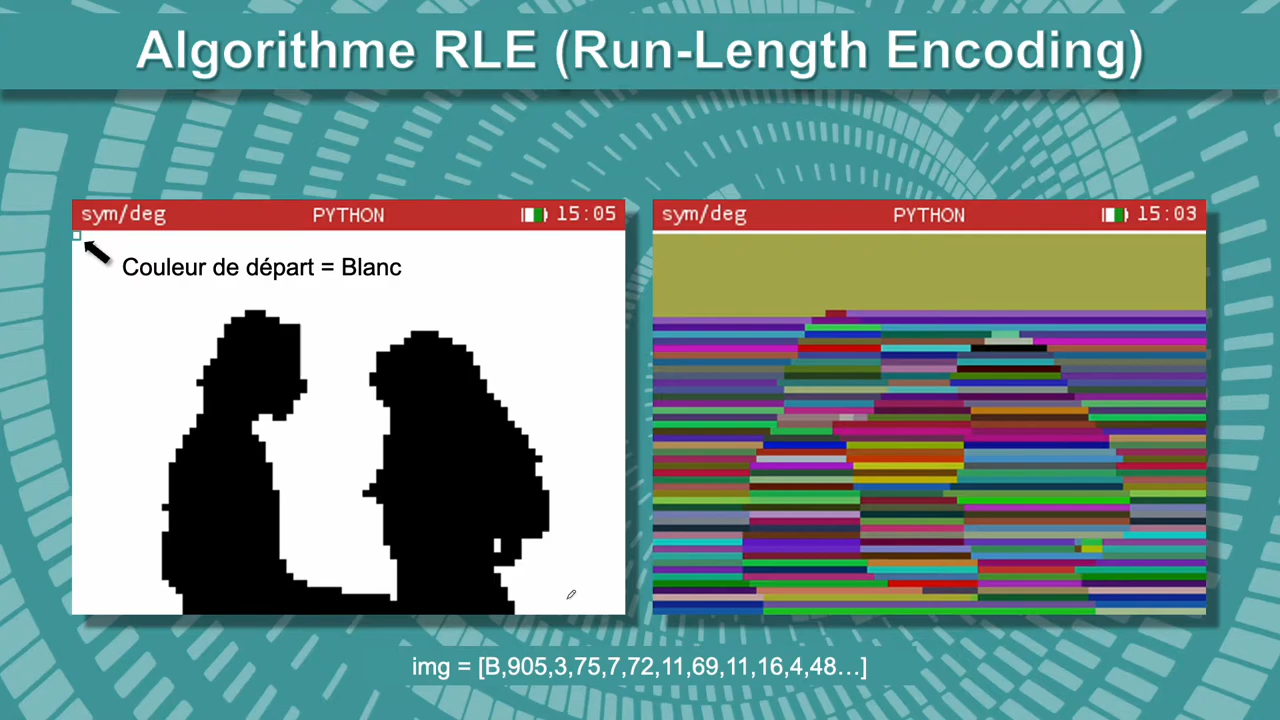 Algorithme RLE (Run-Length Encoding)
sym/deg PYTHON 15:05
Couleur de départ = Blanc
sym/deg PYTHON 15:03
img = [B,905,3,75,7,72,11,69,11,16,4,48…]